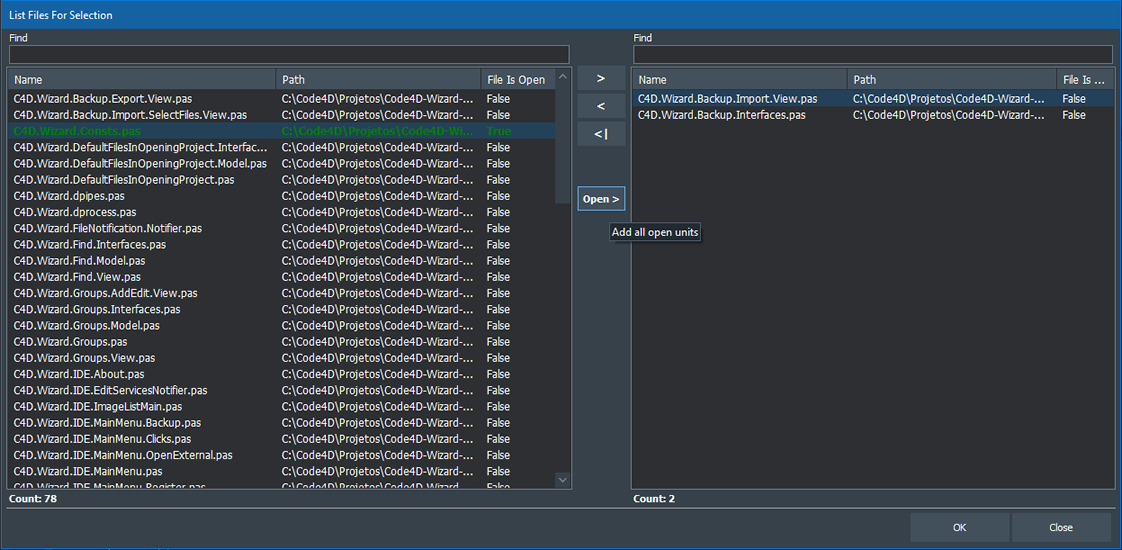 List Files For Selection
Find
Name Path File Is Open
C4D.Wizard.Backup.Export.View.pas C:\Code4D\Projetos\Code4D-Wizard-... False
C4D.Wizard.Backup.Import.SelectFiles.View.pas C:\Code4D\Projetos\Code4D-Wizard-... False
C4D.Wizard.Consts.pas C:\Code4D\Projetos\Code4D-Wi... True
C4D.Wizard.DefaultFilesInOpeningProject.Interfac... C:\Code4D\Projetos\Code4D-Wizard-... False
C4D.Wizard.DefaultFilesInOpeningProject.Model.pas C:\Code4D\Projetos\Code4D-Wizard-... False
C4D.Wizard.DefaultFilesInOpeningProject.pas C:\Code4D\Projetos\Code4D-Wizard-... False
C4D.Wizard.dpipes.pas C:\Code4D\Projetos\Code4D-Wizard-... False
C4D.Wizard.dprocess.pas C:\Code4D\Projetos\Code4D-Wizard-... False
C4D.Wizard.FileNotification.Notifier.pas C:\Code4D\Projetos\Code4D-Wizard-... False
C4D.Wizard.Find.Interfaces.pas C:\Code4D\Projetos\Code4D-Wizard-... False
C4D.Wizard.Find.Model.pas C:\Code4D\Projetos\Code4D-Wizard-... False
C4D.Wizard.Find.View.pas C:\Code4D\Projetos\Code4D-Wizard-... False
C4D.Wizard.Groups.AddEdit.View.pas C:\Code4D\Projetos\Code4D-Wizard-... False
C4D.Wizard.Groups.Interfaces.pas C:\Code4D\Projetos\Code4D-Wizard-... False
C4D.Wizard.Groups.Model.pas C:\Code4D\Projetos\Code4D-Wizard-... False
C4D.Wizard.Groups.pas C:\Code4D\Projetos\Code4D-Wizard-... False
C4D.Wizard.Groups.View.pas C:\Code4D\Projetos\Code4D-Wizard-... False
C4D.Wizard.IDE.About.pas C:\Code4D\Projetos\Code4D-Wizard-... False
C4D.Wizard.IDE.EditServicesNotifier.pas C:\Code4D\Projetos\Code4D-Wizard-... False
C4D.Wizard.IDE.ImageListMain.pas C:\Code4D\Projetos\Code4D-Wizard-... False
C4D.Wizard.IDE.MainMenu.Backup.pas C:\Code4D\Projetos\Code4D-Wizard-... False
C4D.Wizard.IDE.MainMenu.Clicks.pas C:\Code4D\Projetos\Code4D-Wizard-... False
C4D.Wizard.IDE.MainMenu.OpenExternal.pas C:\Code4D\Projetos\Code4D-Wizard-... False
C4D.Wizard.IDE.MainMenu.pas C:\Code4D\Projetos\Code4D-Wizard-... False
C4D.Wizard.IDE.MainMenu.Register.pas C:\Code4D\Projetos\Code4D-Wizard-... False
Count: 78
>
<
<|
Open >
Add all open units
Find
Name Path File Is ...
C4D.Wizard.Backup.Import.View.pas C:\Code4D\Projetos\Code4D-Wizard-... False
C4D.Wizard.Backup.Interfaces.pas C:\Code4D\Projetos\Code4D-Wizard-... False
Count: 2
OK
Close